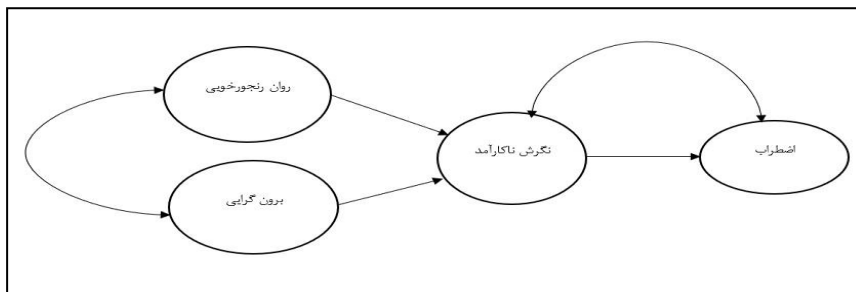 روان رنجورخویی
نگرش ناکارآمد
اضطراب
برون گرایی